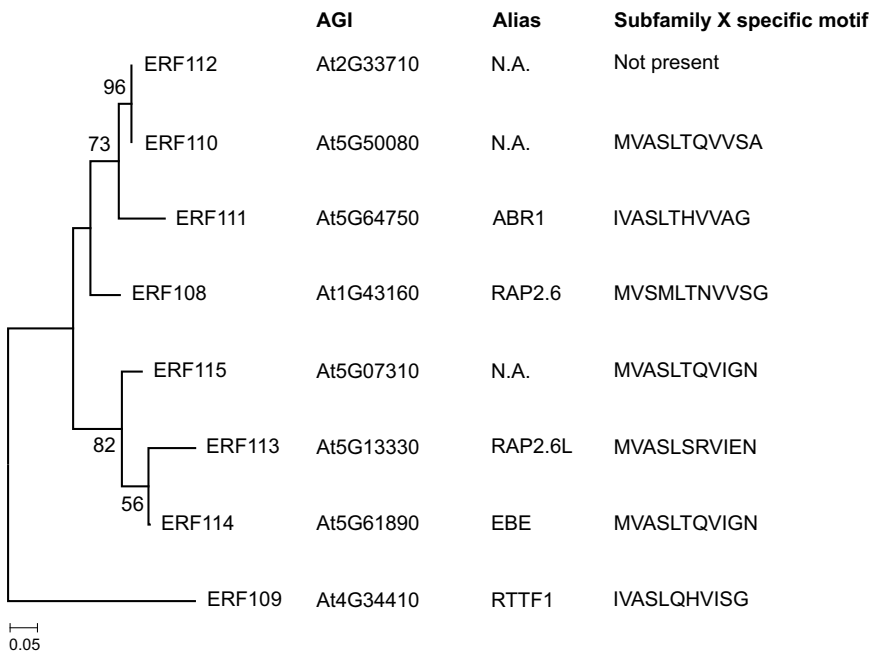 AGI Alias Subfamily X specific motif
ERF112 At2G33710 N.A. Not present
96
73 ERF110 At5G50080 N.A. MVASLTQVVSA
ERF111 At5G64750 ABR1 IVASLTHVVAG
ERF108 At1G43160 RAP2.6 MVSMLTNVVSG
ERF115 At5G07310 N.A. MVASLTQVIGN
82 ERF113 At5G13330 RAP2.6L MVASLSRVIEN
56
ERF114 At5G61890 EBE MVASLTQVIGN
ERF109 At4G34410 RTTF1 IVASLQHVISG
0.05